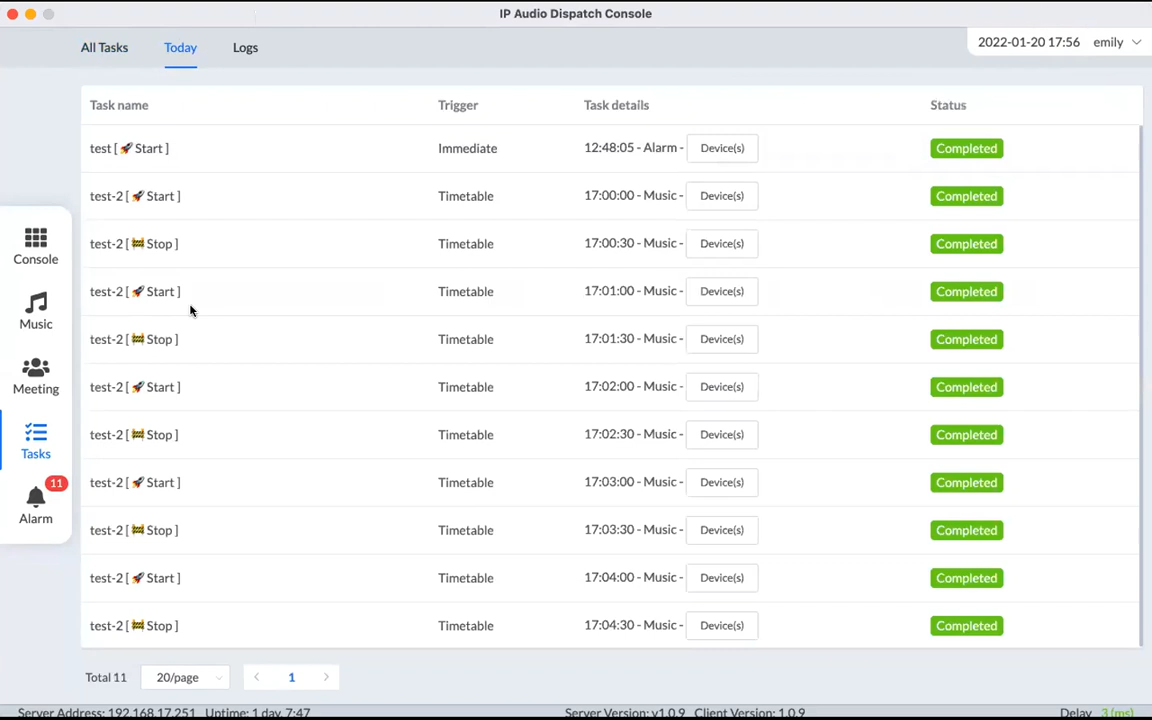 IP Audio Dispatch Console
All Tasks Today Logs 2022-01-20 17:56 emily
Task name Trigger Task details Status
test [ 🚀 Start ] Immediate 12:48:05 - Alarm - Device(s) Completed
test-2 [ 🚀 Start ] Timetable 17:00:00 - Music - Device(s) Completed
test-2 [ 🚧 Stop ] Timetable 17:00:30 - Music - Device(s) Completed
test-2 [ 🚀 Start ] Timetable 17:01:00 - Music - Device(s) Completed
test-2 [ 🚧 Stop ] Timetable 17:01:30 - Music - Device(s) Completed
test-2 [ 🚀 Start ] Timetable 17:02:00 - Music - Device(s) Completed
test-2 [ 🚧 Stop ] Timetable 17:02:30 - Music - Device(s) Completed
test-2 [ 🚀 Start ] Timetable 17:03:00 - Music - Device(s) Completed
test-2 [ 🚧 Stop ] Timetable 17:03:30 - Music - Device(s) Completed
test-2 [ 🚀 Start ] Timetable 17:04:00 - Music - Device(s) Completed
test-2 [ 🚧 Stop ] Timetable 17:04:30 - Music - Device(s) Completed
Console
Music
Meeting
Tasks
11
Alarm
Total 11 20/page < 1 >
Server Address: 192.168.17.251 Uptime: 1 day, 7:47 Server Version: v1.0.9 Client Version: 1.0.9 Delay 3 (ms)